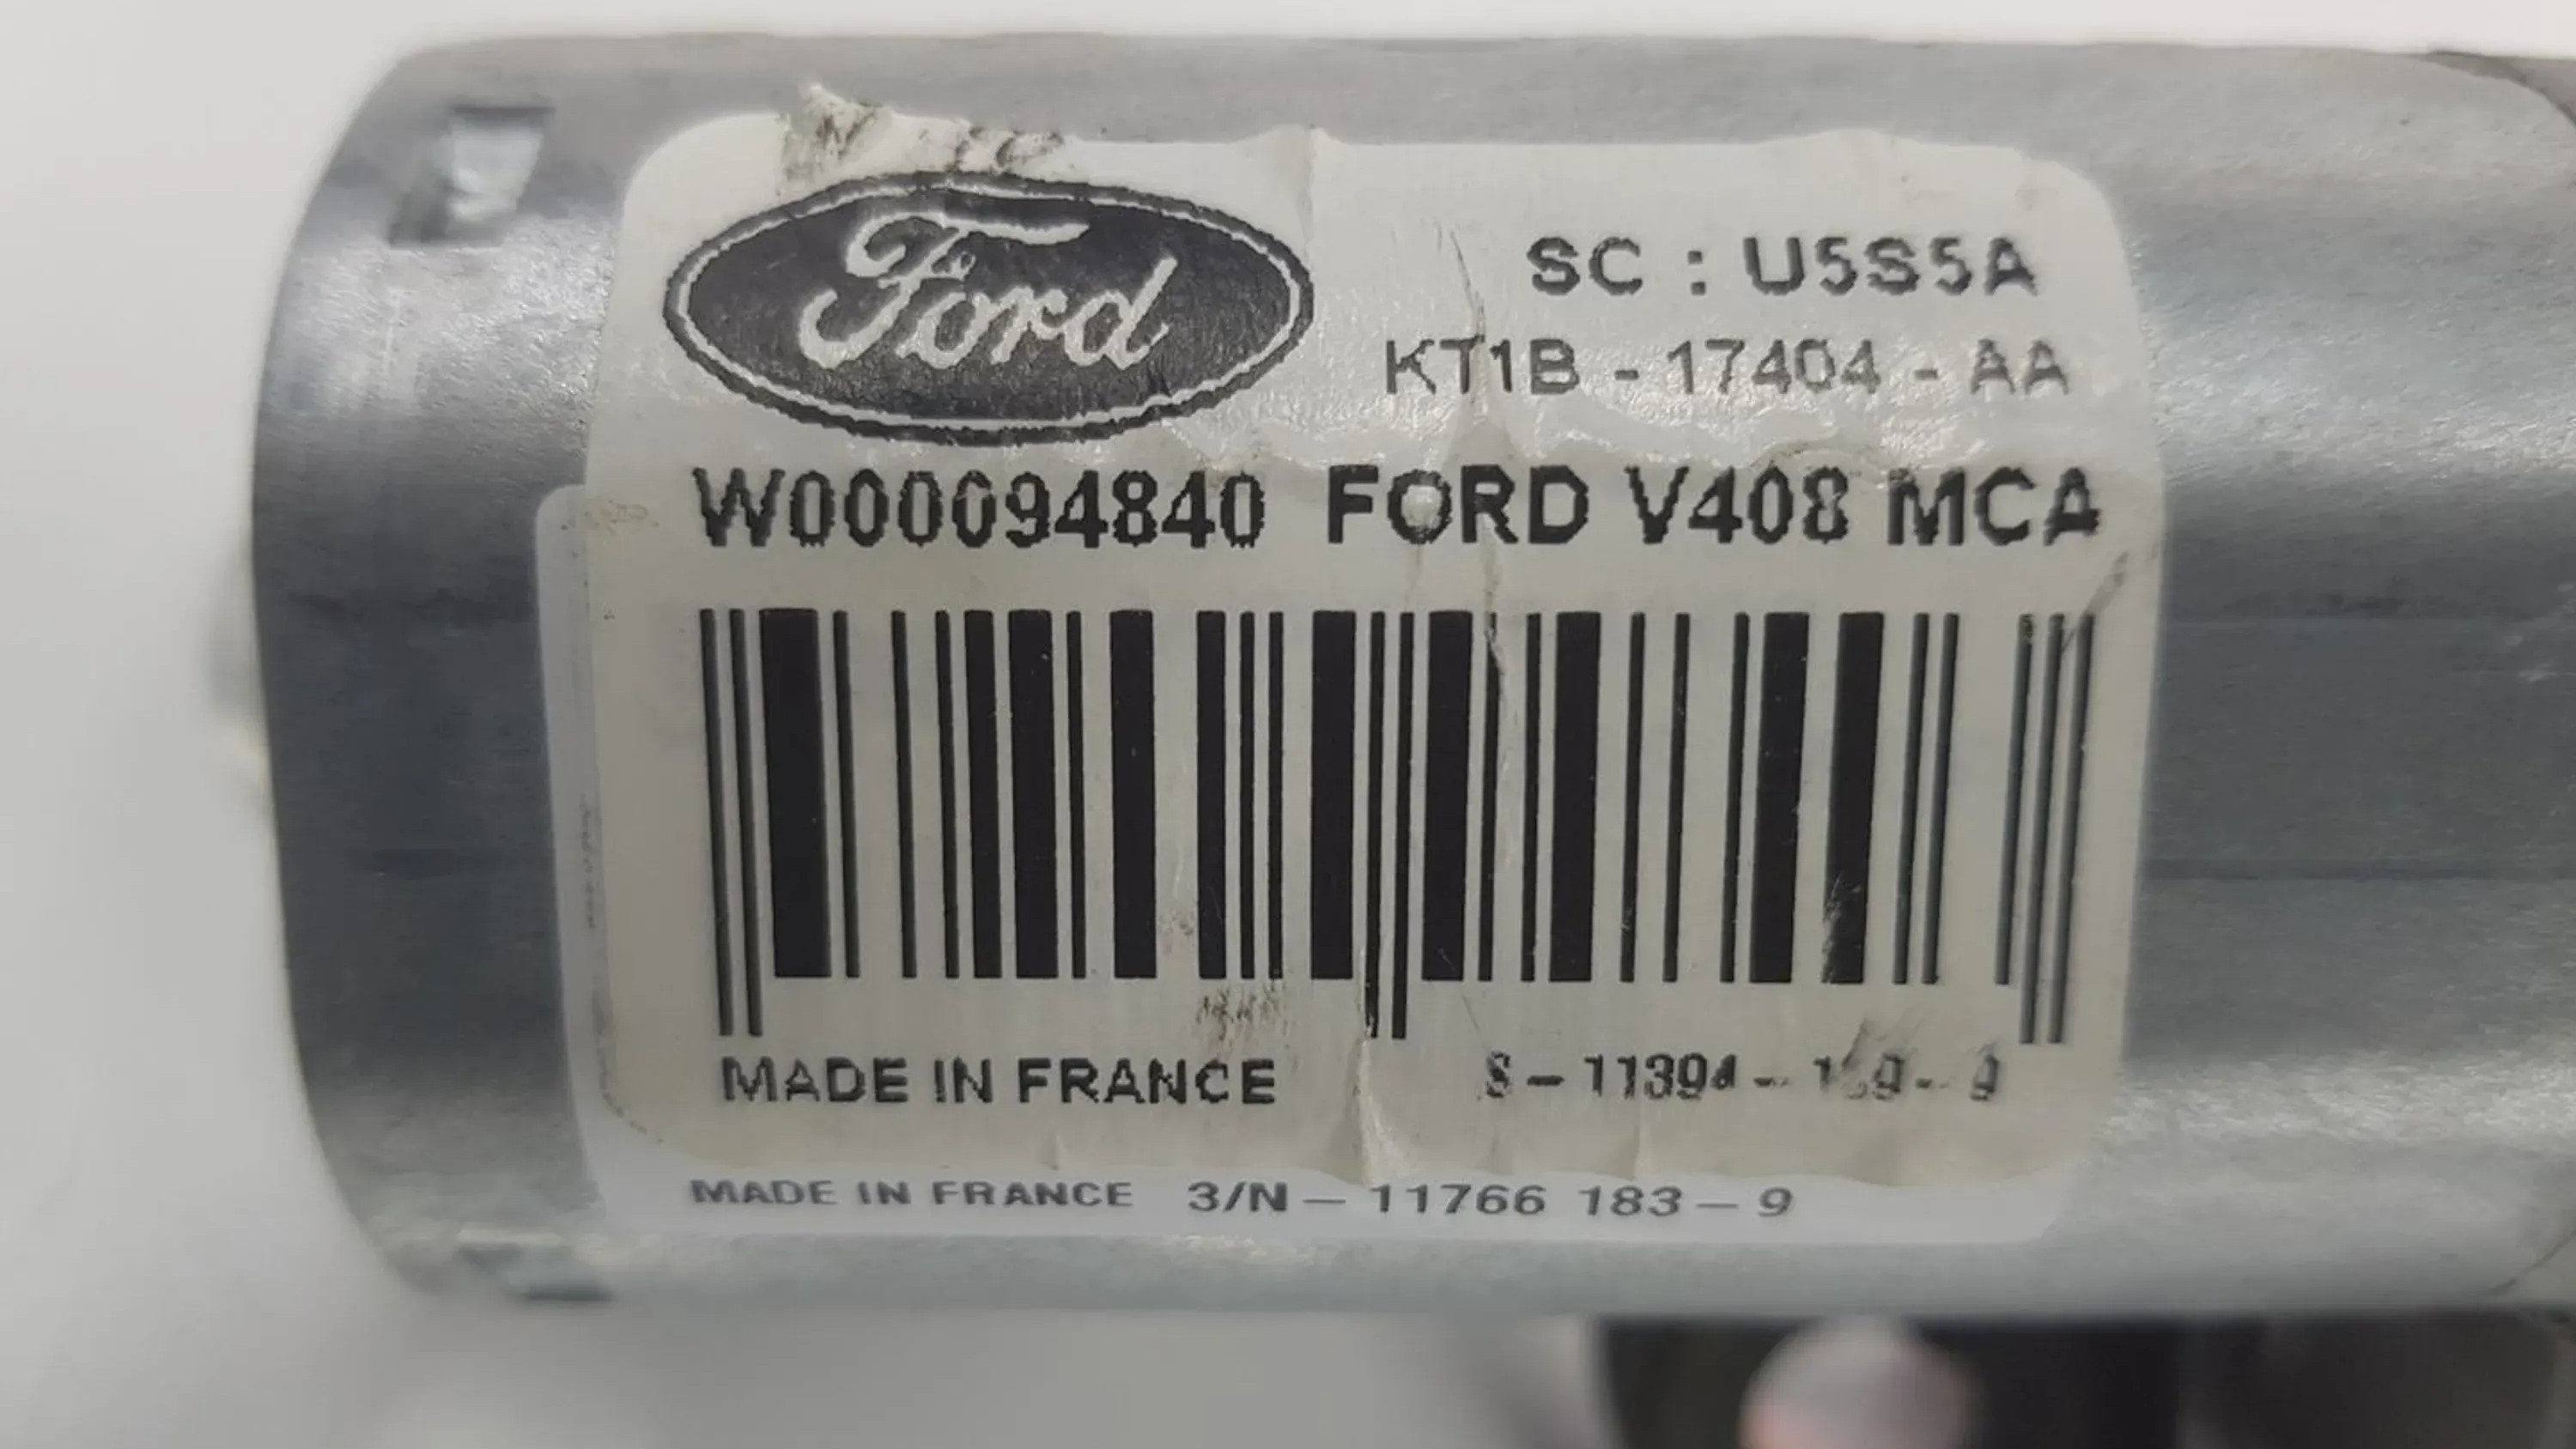 Ford
SC : U5S5A
KT1B - 17404 - AA
W000094840 FORD V408 MCA
MADE IN FRANCE
MADE IN FRANCE 3/N - 11766 183 - 9